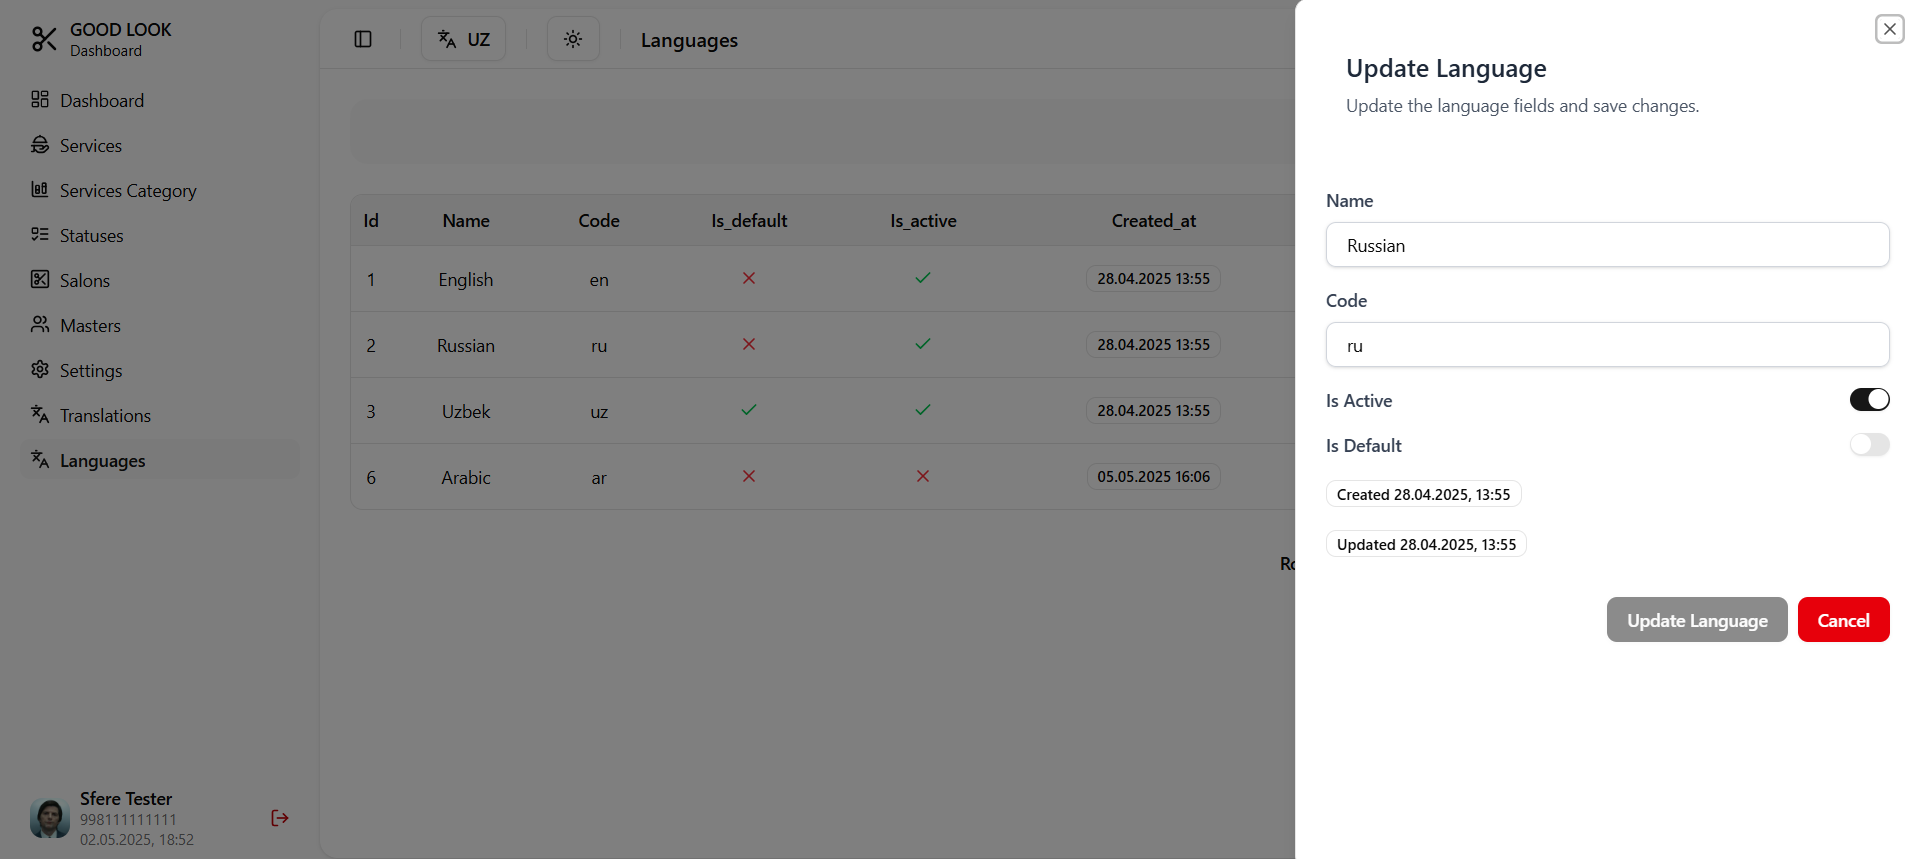 GOOD LOOK
Dashboard
Dashboard
Services
Services Category
Statuses
Salons
Masters
Settings
Translations
Languages
Sfere Tester
998111111111
02.05.2025, 18:52
UZ
Languages
Id Name Code Is_default Is_active Created_at
1 English en 28.04.2025 13:55
2 Russian ru 28.04.2025 13:55
3 Uzbek uz 28.04.2025 13:55
6 Arabic ar 05.05.2025 16:06
Update Language
Update the language fields and save changes.
Name
Russian
Code
ru
Is Active
Is Default
Created 28.04.2025, 13:55
Updated 28.04.2025, 13:55
Update Language Cancel